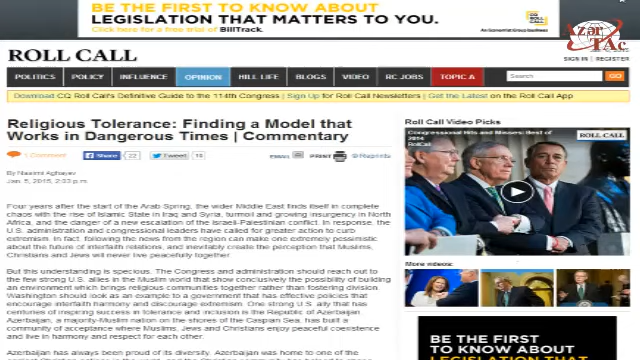 BE THE FIRST TO KNOW ABOUT
LEGISLATION THAT MATTERS TO YOU.
Click here for a free trial of BillTrack.
CQ ROLL CALL
An Economist Group Business
AzerTAc
ROLL CALL
SIGN IN | REGISTER
POLITICS POLICY INFLUENCE OPINION HILL LIFE BLOGS VIDEO RC JOBS TOPIC A Search GO
Download CQ Roll Call's Definitive Guide to the 114th Congress | Sign Up for Roll Call Newsletters | Get the Latest on the Roll Call App
Religious Tolerance: Finding a Model that
Works in Dangerous Times | Commentary
1 Comment Share 22 Tweet 16 EMAIL PRINT Reprints
By Nasimi Aghayev
Jan. 5, 2015, 2:33 p.m.
Four years after the start of the Arab Spring, the wider Middle East finds itself in complete
chaos with the rise of Islamic State in Iraq and Syria, turmoil and growing insurgency in North
Africa, and the danger of a new escalation of the Israeli-Palestinian conflict. In response, the
U.S. administration and congressional leaders have called for greater action to curb
extremism. In fact, following the news from the region can make one extremely pessimistic
about the future of interfaith relations, and inevitably create the perception that Muslims,
Christians and Jews will never live peacefully together.
But this understanding is specious. The Congress and administration should reach out to
the few strong U.S. allies in the Muslim world that show conclusively the possibility of building
an environment which brings religious communities together rather than fostering division.
Washington should look as an example to a government that has effective policies that
encourage interfaith harmony and discourage extremism. One strong U.S. ally that has
centuries of inspiring success in tolerance and inclusion is the Republic of Azerbaijan.
Azerbaijan, a majority-Muslim nation on the shores of the Caspian Sea, has built a
community of acceptance where Muslims, Jews and Christians enjoy peaceful coexistence
and live in harmony and respect for each other.
Azerbaijan has always been proud of its diversity. Azerbaijan was home to one of the
Roll Call Video Picks
Congressional Hits and Misses: Best of
2014
RollCall
ROLL CALL
More videos:
BE THE FIRST
TO KNOW ABOUT
LEGISLATION THAT